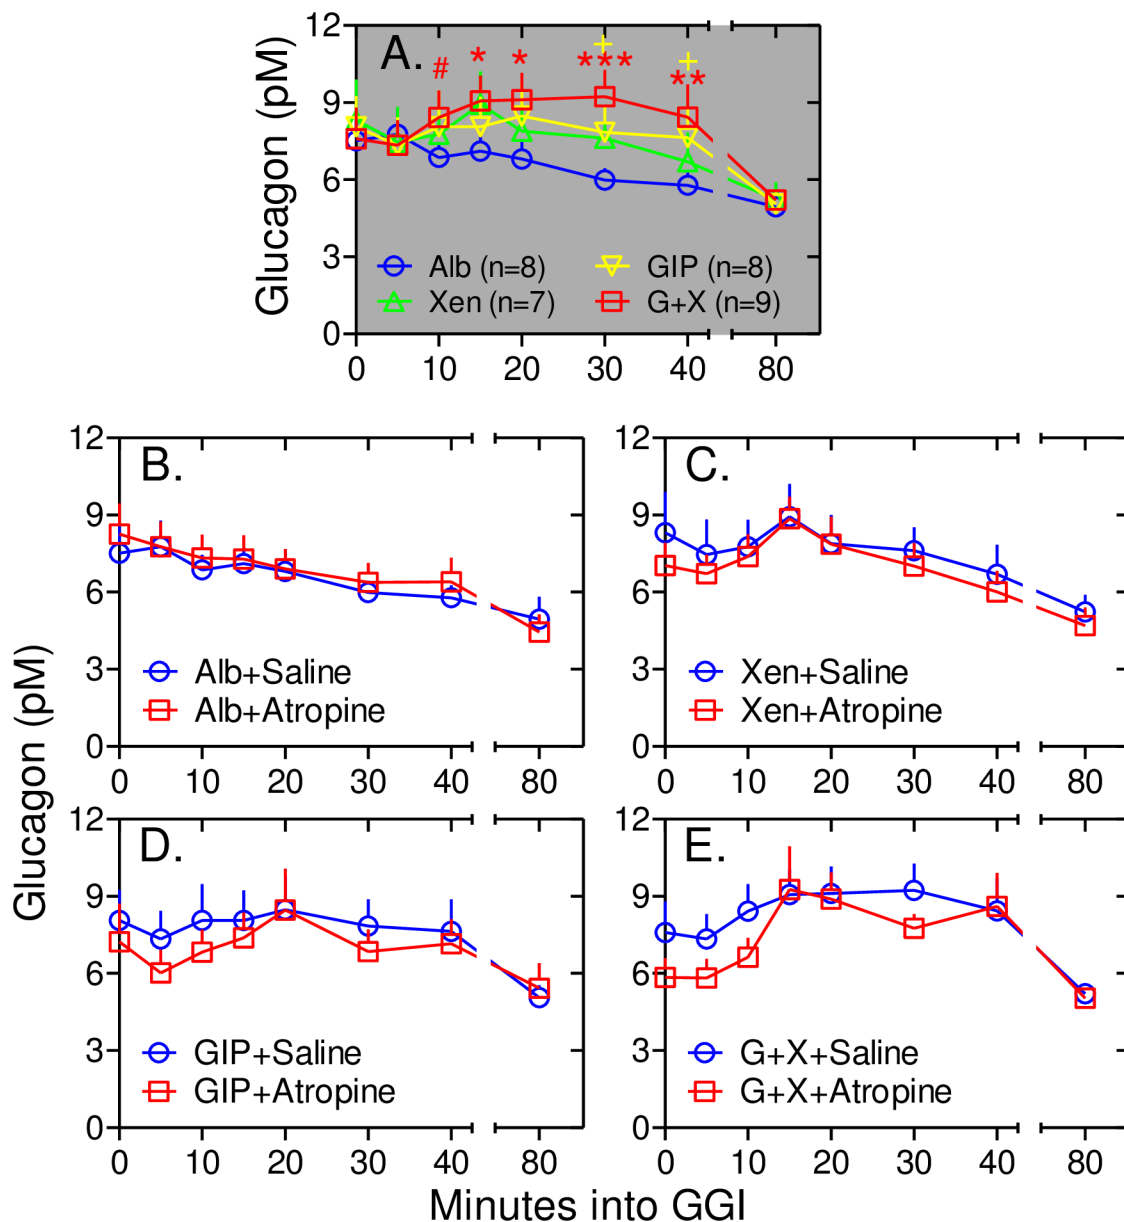 12
9
6
3
0
Glucagon (pM)
A.
#
*
*
+
***
+
**
Alb (n=8)
GIP (n=8)
Xen (n=7)
G+X (n=9)
0 10 20 30 40 80
Glucagon (pM)
12
9
6
3
0
B.
Alb+Saline
Alb+Atropine
0 10 20 30 40 80
12
9
6
3
0
C.
Xen+Saline
Xen+Atropine
0 10 20 30 40 80
12
9
6
3
0
D.
GIP+Saline
GIP+Atropine
0 10 20 30 40 80
12
9
6
3
0
E.
G+X+Saline
G+X+Atropine
0 10 20 30 40 80
Minutes into GGI